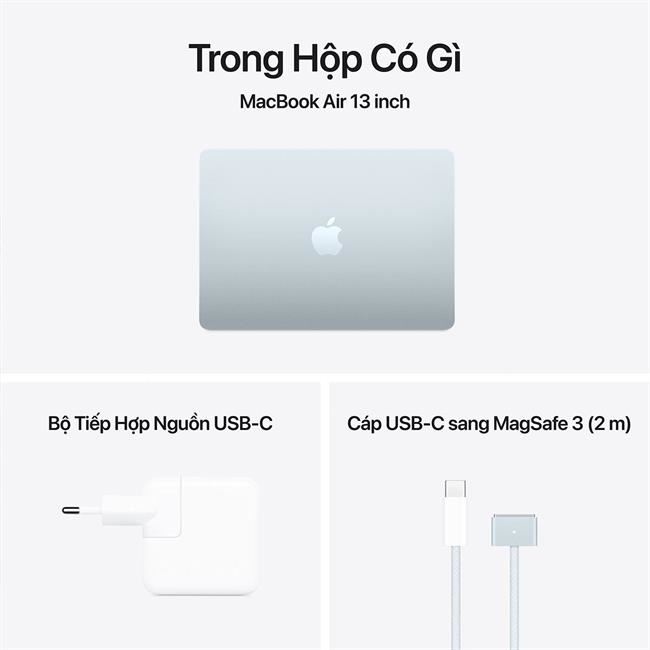 Trong Hộp Có Gì
MacBook Air 13 inch
Bộ Tiếp Hợp Nguồn USB-C
Cáp USB-C sang MagSafe 3 (2 m)